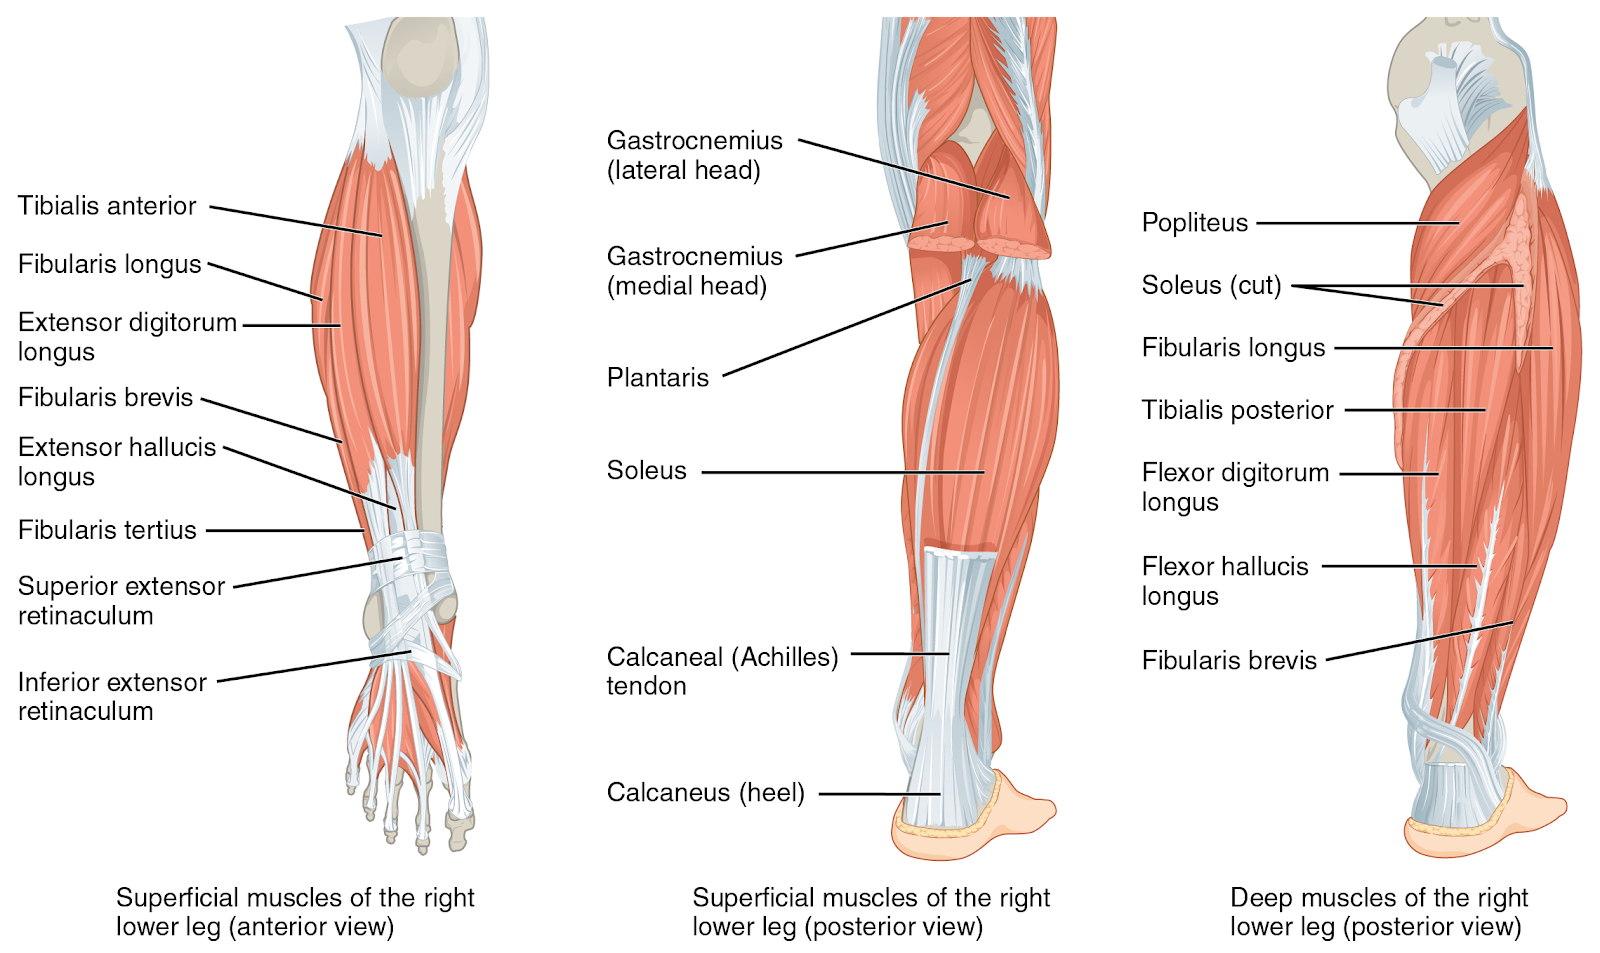 Tibialis anterior
Fibularis longus
Extensor digitorum
longus
Fibularis brevis
Extensor hallucis
longus
Fibularis tertius
Superior extensor
retinaculum
Inferior extensor
retinaculum
Superficial muscles of the right
lower leg (anterior view)
Gastrocnemius
(lateral head)
Gastrocnemius
(medial head)
Plantaris
Soleus
Calcaneal (Achilles)
tendon
Calcaneus (heel)
Superficial muscles of the right
lower leg (posterior view)
Popliteus
Soleus (cut)
Fibularis longus
Tibialis posterior
Flexor digitorum
longus
Flexor hallucis
longus
Fibularis brevis
Deep muscles of the right
lower leg (posterior view)